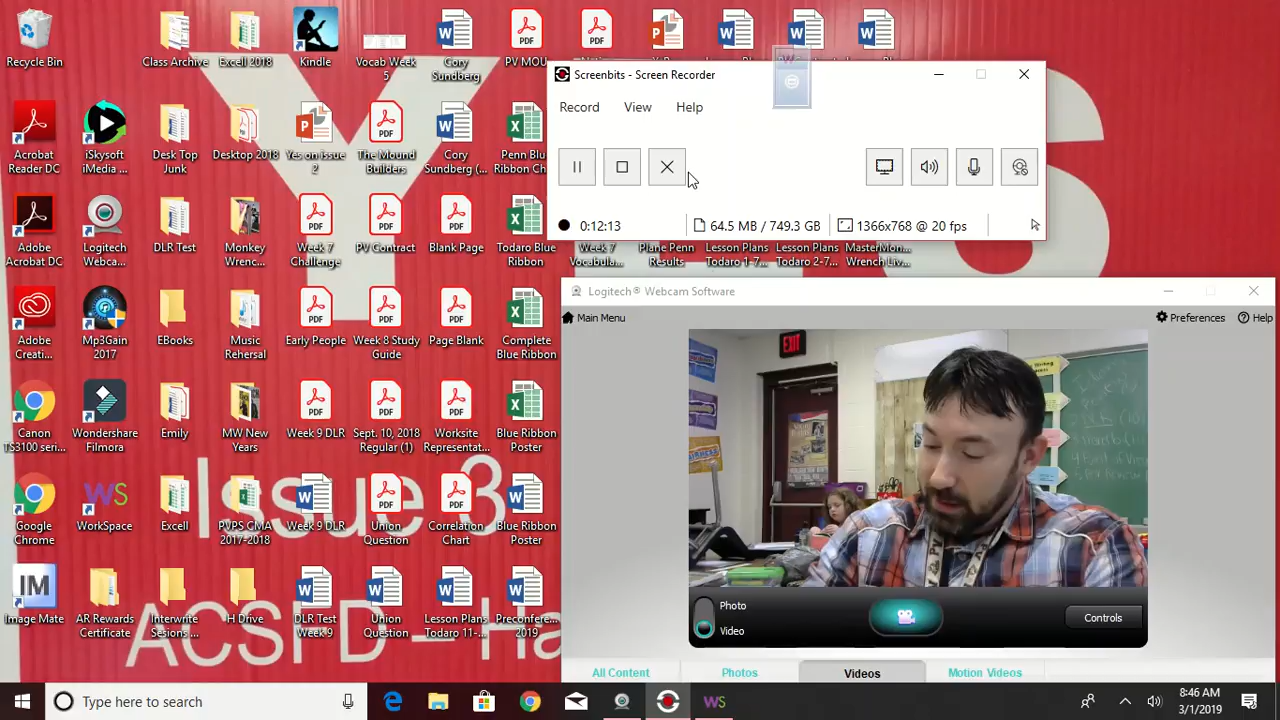 Recycle Bin
Class Archive
Excell 2018
Kindle
Vocab Week 5
Cory Sundberg
PV MOU
Screenbits - Screen Recorder
Record View Help
0:12:13
64.5 MB / 749.3 GB
1366x768 @ 20 fps
Acrobat Reader DC
iSkysoft iMedia ...
Desk Top Junk
Desktop 2018
Yes on issue 2
The Mound Builders
Cory Sundberg (...
Penn Blu Ribbon Ch...
Adobe Acrobat DC
Logitech Webca...
DLR Test
Monkey Wrenc...
Week 7 Challenge
PV Contract
Blank Page
Todaro Blue Ribbon
Week 7 Vocabula...
Plane Penn Results
Lesson Plans Todaro 1-7...
Lesson Plans Todaro 2-7...
MasterMon... Wrench Liv...
Logitech® Webcam Software
Main Menu
Preferences
Help
EXIT
Adobe Creati...
Mp3Gain 2017
EBooks
Music Rehersal
Early People
Week 8 Study Guide
Page Blank
Complete Blue Ribbon
Canon TS3100 seri...
Wondershare Filmora
Emily
MW New Years
Week 9 DLR
Sept. 10, 2018 Regular (1)
Worksite Representat...
Blue Ribbon Poster
Google Chrome
WorkSpace
Excell
PVPS CMA 2017-2018
Week 9 DLR
Union Question
Correlation Chart
Blue Ribbon Poster
Issue 3
Image Mate
AR Rewards Certificate
Interwrite Sesions ...
H Drive
DLR Test Week 9
Union Question
Lesson Plans Todaro 11-...
Preconfere... 2019
ACSFD-Ha
Photo
Video
Controls
All Content
Photos
Videos
Motion Videos
Type here to search
8:46 AM
3/1/2019